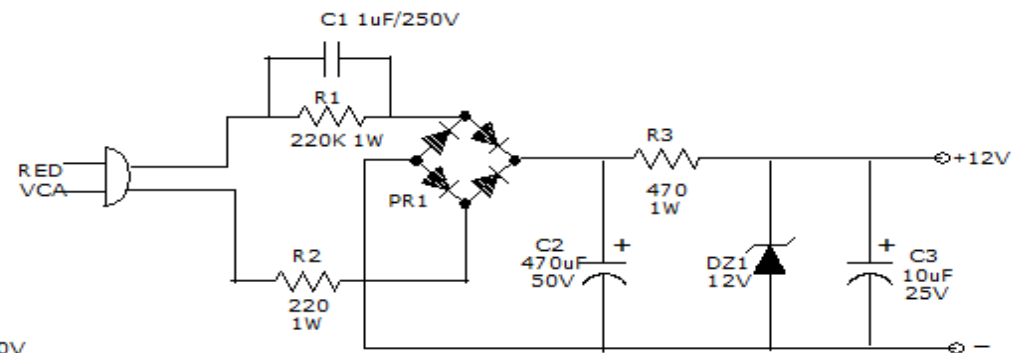 C1 1uF/250V
R1
220K 1W
RED
VCA
PR1
R2
220
1W
R3
470
1W
+12V
C2
470uF
50V
+
DZ1
12V
+
C3
10uF
25V
-
0V